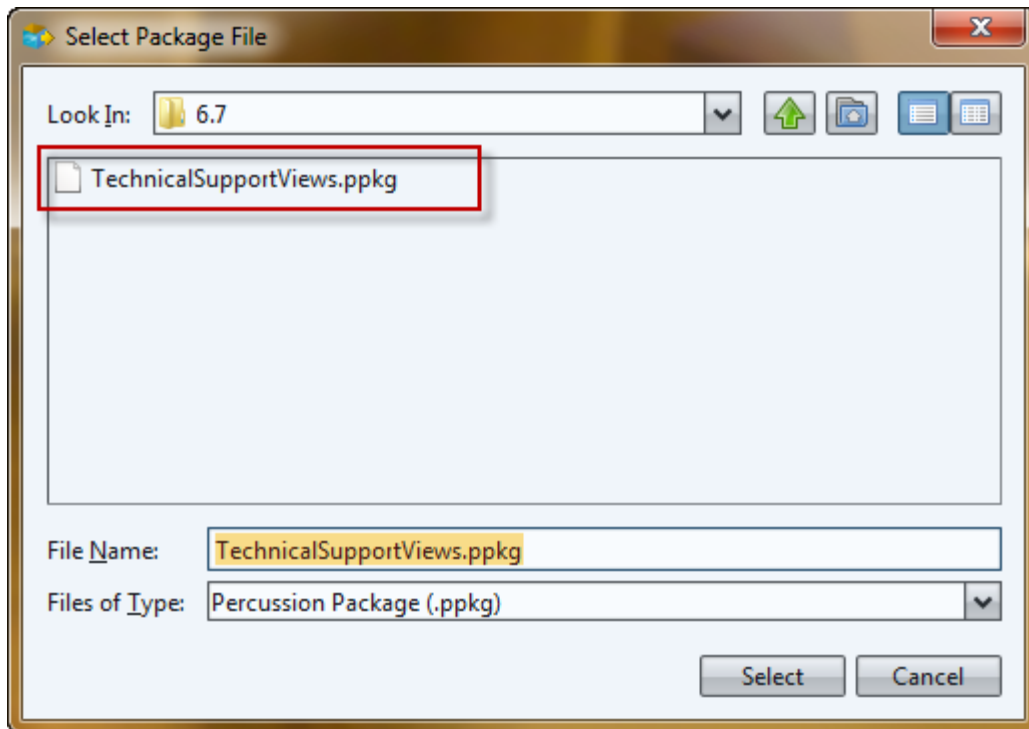 Select Package File
Look In: 6.7
TechnicalSupportViews.ppkg
File Name: TechnicalSupportViews.ppkg
Files of Type: Percussion Package (.ppkg)
Select Cancel